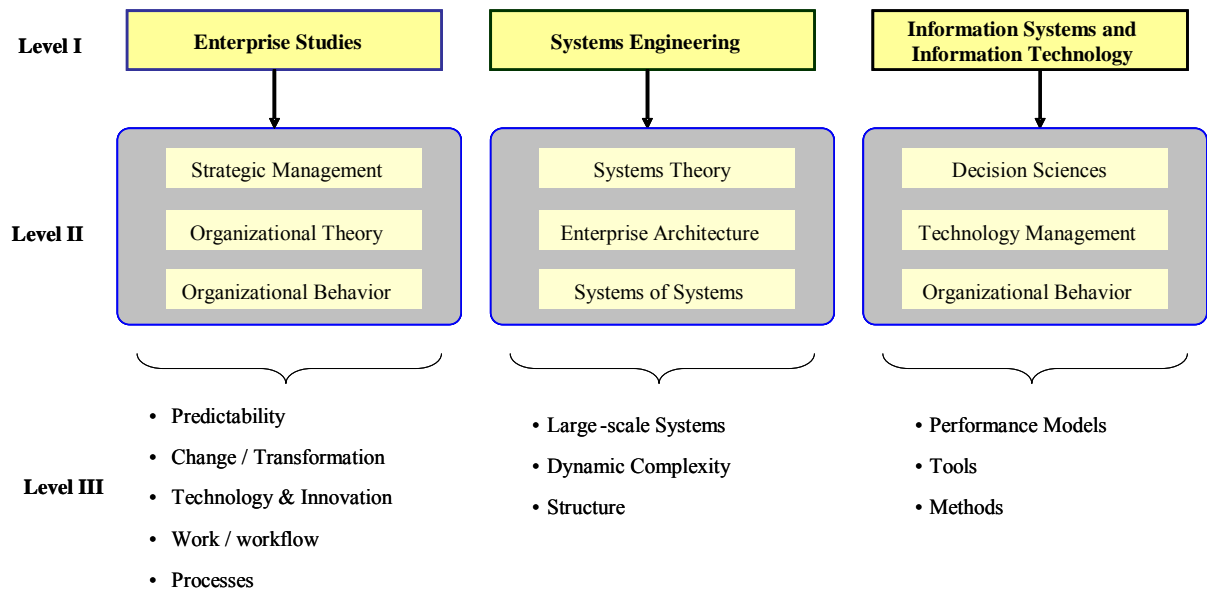 Level I
Enterprise Studies
Systems Engineering
Information Systems and
Information Technology
Level II
Strategic Management
Organizational Theory
Organizational Behavior
Systems Theory
Enterprise Architecture
Systems of Systems
Decision Sciences
Technology Management
Organizational Behavior
Level III
• Predictability
• Change / Transformation
• Technology & Innovation
• Work / workflow
• Processes
• Large-scale Systems
• Dynamic Complexity
• Structure
• Performance Models
• Tools
• Methods